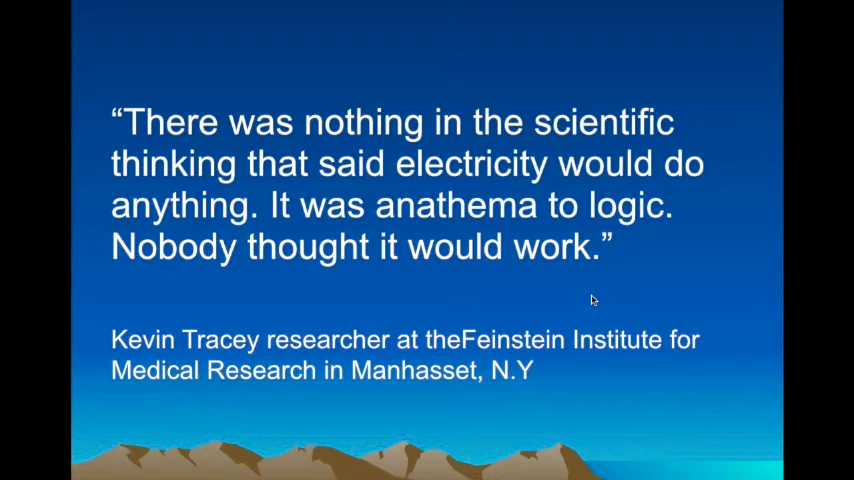 “There was nothing in the scientific
thinking that said electricity would do
anything. It was anathema to logic.
Nobody thought it would work.”
Kevin Tracey researcher at theFeinstein Institute for
Medical Research in Manhasset, N.Y